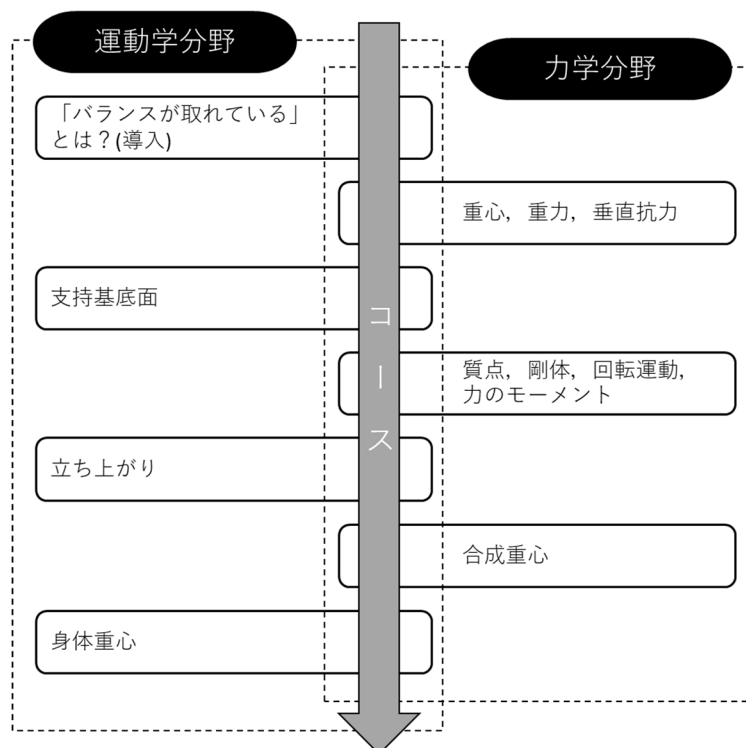 運動学分野
力学分野
「バランスが取れている」
とは？(導入)
重心，重力，垂直抗力
支持基底面
質点，剛体，回転運動，
力のモーメント
立ち上がり
合成重心
身体重心
コース